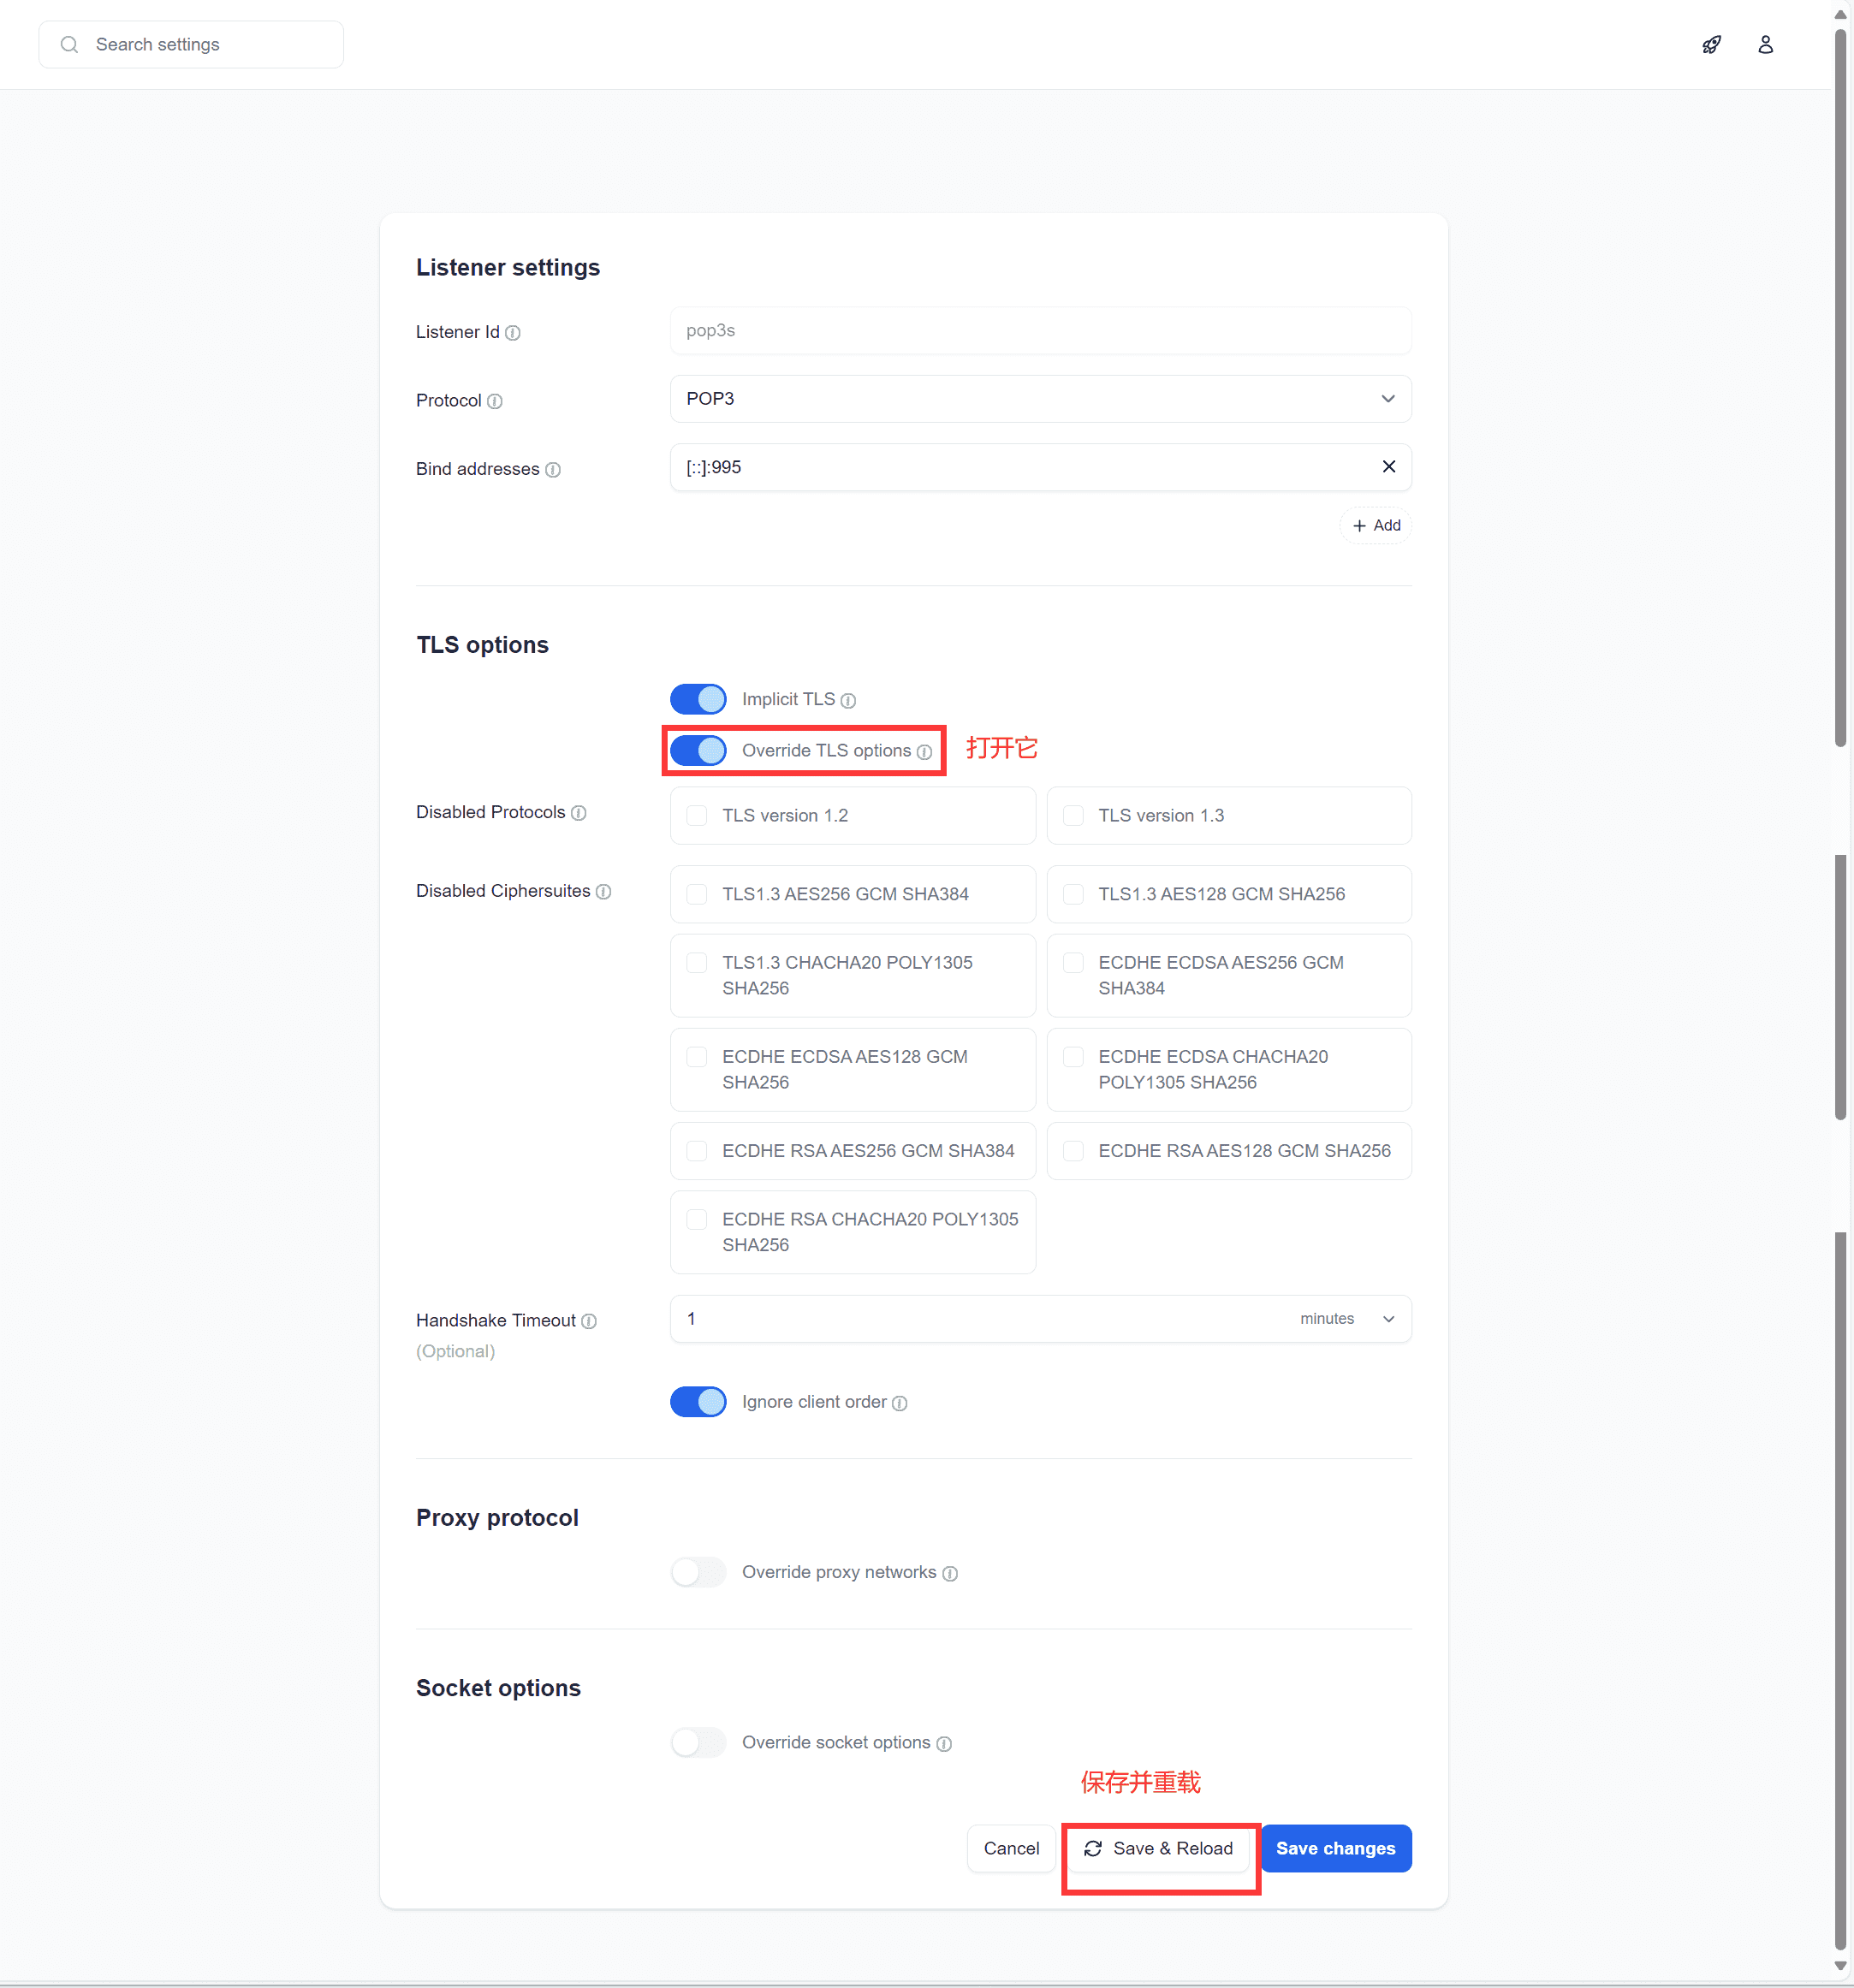 Search settings
Listener settings
Listener Id
pop3s
Protocol
POP3
Bind addresses
[::]:995
Add
TLS options
Implicit TLS
Override TLS options
打开它
Disabled Protocols
TLS version 1.2
TLS version 1.3
Disabled Ciphersuites
TLS1.3 AES256 GCM SHA384
TLS1.3 AES128 GCM SHA256
TLS1.3 CHACHA20 POLY1305
SHA256
ECDHE ECDSA AES256 GCM
SHA384
ECDHE ECDSA AES128 GCM
SHA256
ECDHE ECDSA CHACHA20
POLY1305 SHA256
ECDHE RSA AES256 GCM SHA384
ECDHE RSA AES128 GCM SHA256
ECDHE RSA CHACHA20 POLY1305
SHA256
Handshake Timeout
(Optional)
1
minutes
Ignore client order
Proxy protocol
Override proxy networks
Socket options
Override socket options
保存并重载
Cancel
Save & Reload
Save changes